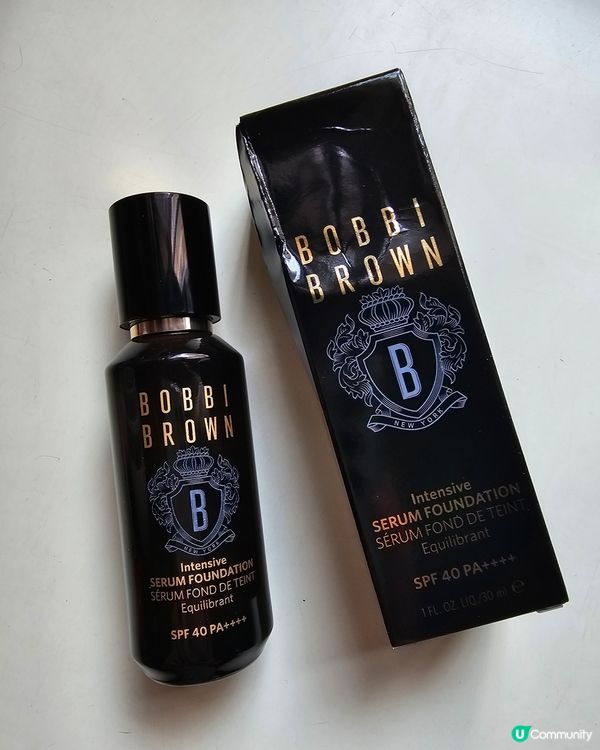 BOBBI
BROWN
B
NEW YORK
Intensive
SERUM FOUNDATION
SÉRUM FOND DE TEINT
Equilibrant
SPF 40 PA++++
BOBBI
BROWN
B
NEW YORK
Intensive
SERUM FOUNDATION
SÉRUM FOND DE TEINT
Equilibrant
SPF 40 PA++++
1 FL. OZ. LIQ./30 ml e
U Community